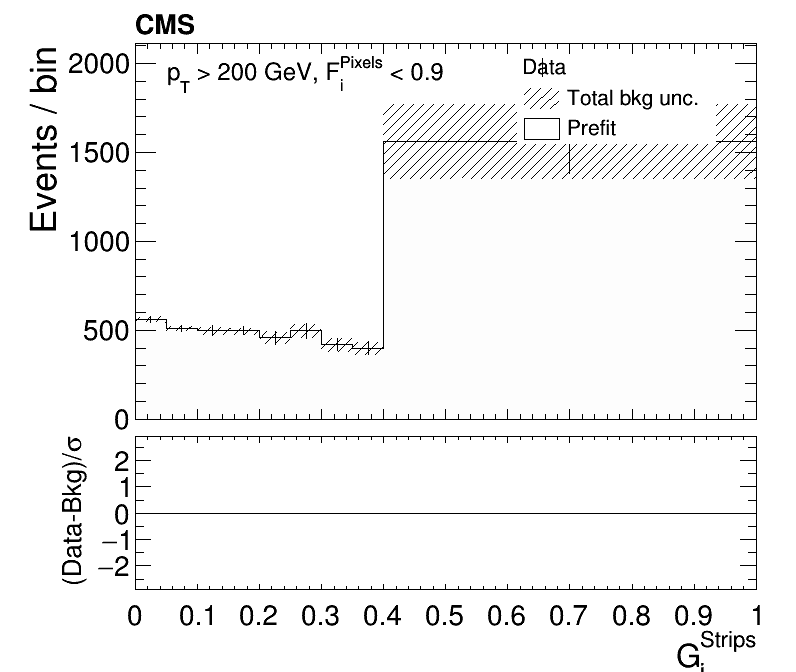 CMS
p_T > 200 GeV, F_i^Pixels < 0.9
Data
Total bkg unc.
Prefit
Events / bin
2000
1500
1000
500
0
(Data-Bkg)/σ
2
1
0
−1
−2
0 0.1 0.2 0.3 0.4 0.5 0.6 0.7 0.8 0.9 1
G_i^Strips